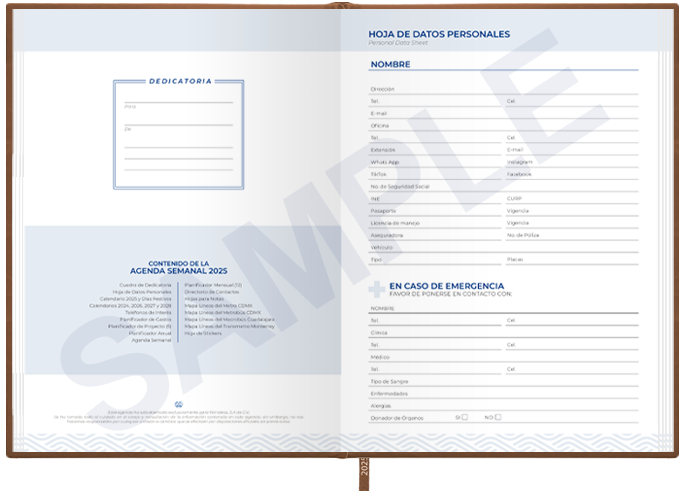 DEDICATORIA
Para
De
CONTENIDO DE LA
AGENDA SEMANAL 2025
Cuadro de Dedicatoria
Hoja de Datos Personales
Calendario 2025 y Días Festivos
Calendarios 2024, 2026, 2027 y 2028
Teléfonos de Interés
Planificador de Gastos
Planificador de Proyecto (5)
Planificador Anual
Agenda Semanal
Planificador Mensual (12)
Directorio de Contactos
Hojas para Notas
Mapa Líneas del Metro CDMX
Mapa Líneas del Metrobús CDMX
Mapa Líneas del Macrobús Guadalajara
Mapa Líneas del Transmetro Monterrey
Hoja de Stickers
HOJA DE DATOS PERSONALES
Personal Data Sheet
NOMBRE
Dirección
Tel. Cel.
E-mail
Oficina
Tel. Cel.
Extensión E-mail
Whats App Instagram
TikTok Facebook
No. de Seguridad Social
INE CURP
Pasaporte Vigencia
Licencia de manejo Vigencia
Aseguradora No. de Póliza
Vehículo
Tipo Placas
EN CASO DE EMERGENCIA
FAVOR DE PONERSE EN CONTACTO CON:
NOMBRE
Tel. Cel.
Clínica
Tel. Cel.
Médico
Tel. Cel.
Tipo de Sangre
Enfermedades
Alergias
Donador de Órganos SI NO
SAMPLE
2025